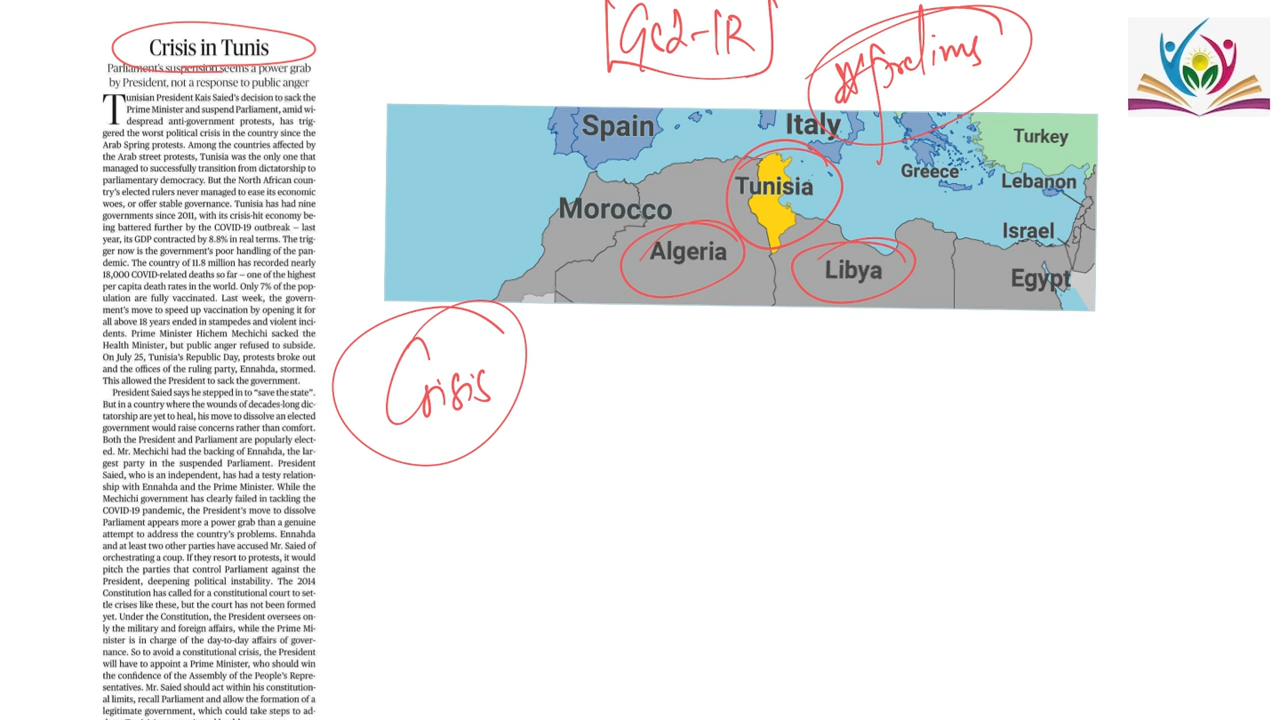 Crisis in Tunis
Parliament's suspension seems a power grab
by President, not a response to public anger
Tunisian President Kais Saied's decision to sack the
Prime Minister and suspend Parliament, amid wi-
despread anti-government protests, has trig-
gered the worst political crisis in the country since the
Arab Spring protests. Among the countries affected by
the Arab street protests, Tunisia was the only one that
managed to successfully transition from dictatorship to
parliamentary democracy. But the North African coun-
try's elected rulers never managed to ease its economic
woes, or offer stable governance. Tunisia has had nine
governments since 2011, with its crisis-hit economy be-
ing battered further by the COVID-19 outbreak – last
year, its GDP contracted by 8.8% in real terms. The trig-
ger now is the government's poor handling of the pan-
demic. The country of 11.8 million has recorded nearly
18,000 COVID-related deaths so far – one of the highest
per capita death rates in the world. Only 7% of the pop-
ulation are fully vaccinated. Last week, the govern-
ment's move to speed up vaccination by opening it for
all above 18 years ended in stampedes and violent inci-
dents. Prime Minister Hichem Mechichi sacked the
Health Minister, but public anger refused to subside.
On July 25, Tunisia's Republic Day, protests broke out
and the offices of the ruling party, Ennahda, stormed.
This allowed the President to sack the government.
President Saied says he stepped in to "save the state".
But in a country where the wounds of decades-long dic-
tatorship are yet to heal, his move to dissolve an elected
government would raise concerns rather than comfort.
Both the President and Parliament are popularly elect-
ed. Mr. Mechichi had the backing of Ennahda, the lar-
gest party in the suspended Parliament. President
Saied, who is an independent, has had a testy relation-
ship with Ennahda and the Prime Minister. While the
Mechichi government has clearly failed in tackling the
COVID-19 pandemic, the President's move to dissolve
Parliament appears more a power grab than a genuine
attempt to address the country's problems. Ennahda
and at least two other parties have accused Mr. Saied of
orchestrating a coup. If they resort to protests, it would
pitch the parties that control Parliament against the
President, deepening political instability. The 2014
Constitution has called for a constitutional court to set-
tle crises like these, but the court has not been formed
yet. Under the Constitution, the President oversees on-
ly the military and foreign affairs, while the Prime Mi-
nister is in charge of the day-to-day affairs of gover-
nance. So to avoid a constitutional crisis, the President
will have to appoint a Prime Minister, who should win
the confidence of the Assembly of the People's Repre-
sentatives. Mr. Saied should act within his constitution-
al limits, recall Parliament and allow the formation of a
legitimate government, which could take steps to ad-
[GS2-IR]
#prelims
Spain
Italy
Turkey
Greece
Lebanon
Tunisia
Morocco
Israel
Algeria
Libya
Egypt
Crisis